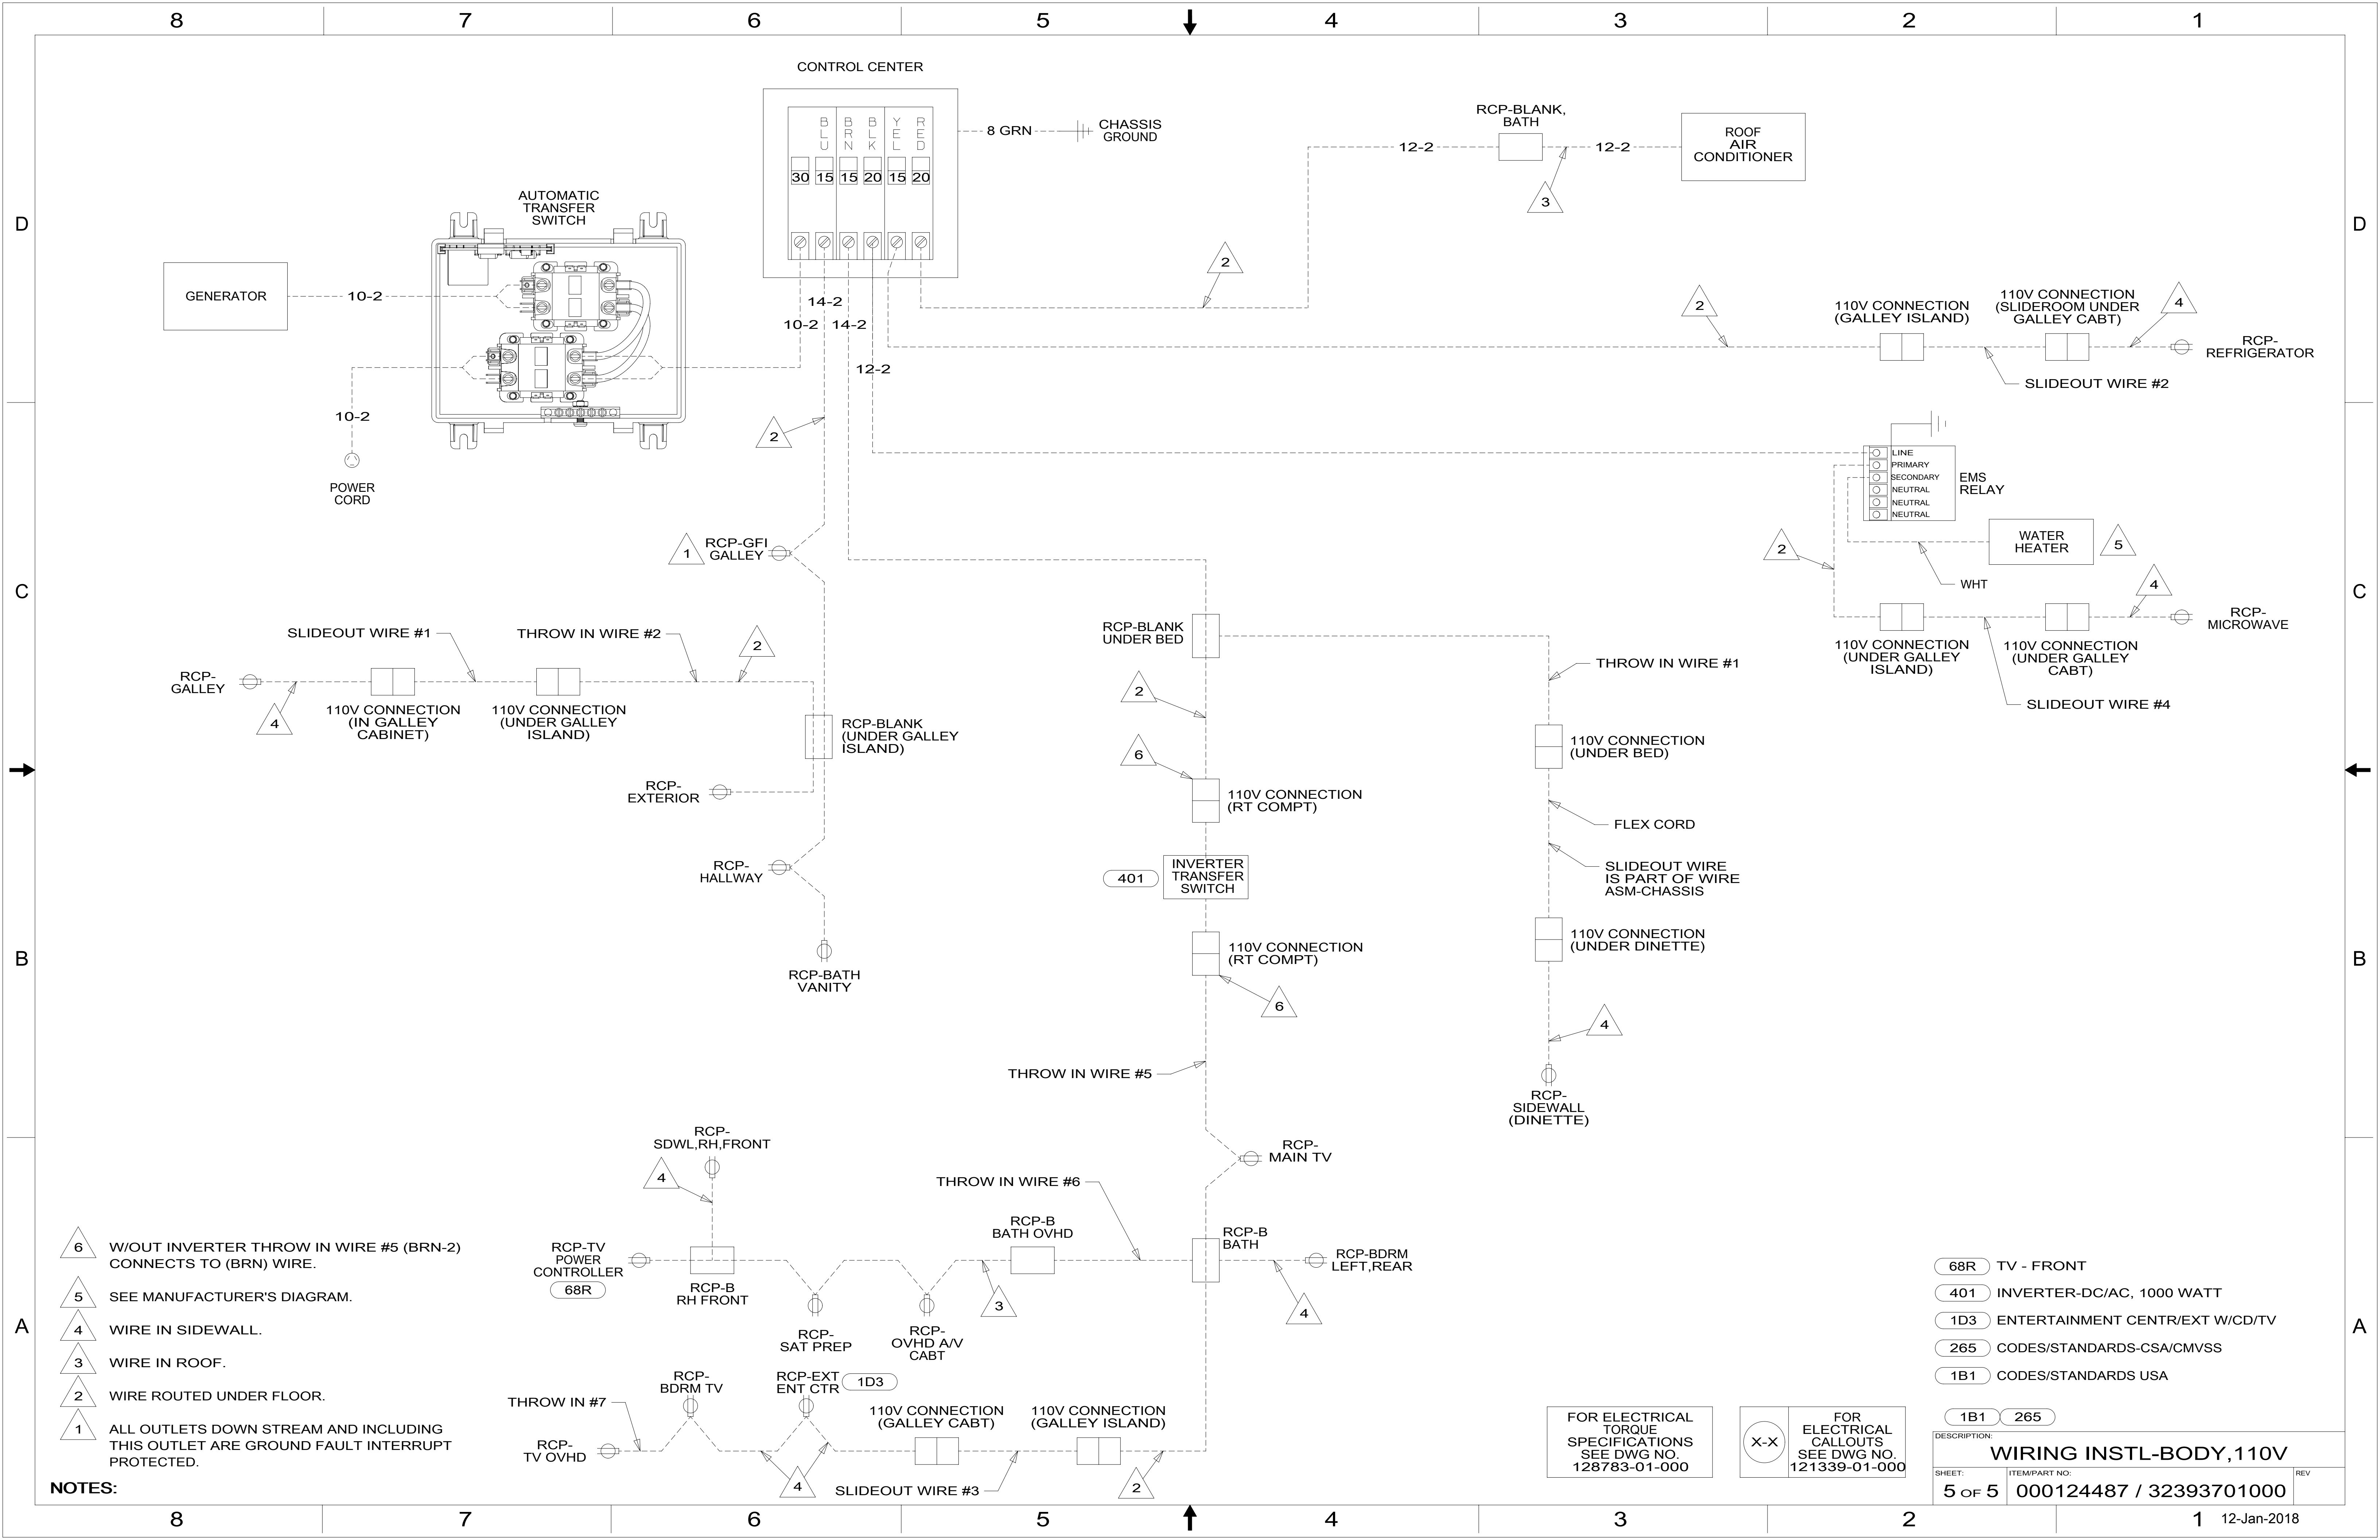 8 7 6 5 4 3 2 1
D
C
B
A
D
C
B
A
CONTROL CENTER
BLU
BRN
BLK
YEL
RED
30 15 15 20 15 20
8 GRN
CHASSIS
GROUND
RCP-BLANK,
BATH
12-2
12-2
3
ROOF
AIR
CONDITIONER
AUTOMATIC
TRANSFER
SWITCH
GENERATOR
10-2
10-2
POWER
CORD
14-2
10-2
14-2
12-2
2
2
2
110V CONNECTION
(GALLEY ISLAND)
110V CONNECTION
(SLIDEROOM UNDER
GALLEY CABT)
4
RCP-
REFRIGERATOR
SLIDEOUT WIRE #2
LINE
PRIMARY
SECONDARY
NEUTRAL
NEUTRAL
NEUTRAL
EMS
RELAY
WATER
HEATER
5
2
WHT
4
RCP-
MICROWAVE
110V CONNECTION
(UNDER GALLEY
ISLAND)
110V CONNECTION
(UNDER GALLEY
CABT)
SLIDEOUT WIRE #4
1
RCP-GFI
GALLEY
SLIDEOUT WIRE #1
THROW IN WIRE #2
2
RCP-
GALLEY
4
110V CONNECTION
(IN GALLEY
CABINET)
110V CONNECTION
(UNDER GALLEY
ISLAND)
RCP-BLANK
(UNDER GALLEY
ISLAND)
RCP-
EXTERIOR
RCP-
HALLWAY
RCP-BATH
VANITY
RCP-BLANK
UNDER BED
2
6
110V CONNECTION
(RT COMPT)
401
INVERTER
TRANSFER
SWITCH
110V CONNECTION
(RT COMPT)
6
THROW IN WIRE #5
THROW IN WIRE #1
110V CONNECTION
(UNDER BED)
FLEX CORD
SLIDEOUT WIRE
IS PART OF WIRE
ASM-CHASSIS
110V CONNECTION
(UNDER DINETTE)
4
RCP-
SIDEWALL
(DINETTE)
RCP-
MAIN TV
RCP-
SDWL,RH,FRONT
4
THROW IN WIRE #6
RCP-B
BATH OVHD
RCP-B
BATH
RCP-BDRM
LEFT,REAR
4
RCP-TV
POWER
CONTROLLER
68R
RCP-B
RH FRONT
RCP-
SAT PREP
RCP-
OVHD A/V
CABT
3
RCP-
BDRM TV
RCP-EXT
ENT CTR
1D3
THROW IN #7
RCP-
TV OVHD
110V CONNECTION
(GALLEY CABT)
110V CONNECTION
(GALLEY ISLAND)
4
SLIDEOUT WIRE #3
2
6 W/OUT INVERTER THROW IN WIRE #5 (BRN-2)
CONNECTS TO (BRN) WIRE.
5 SEE MANUFACTURER'S DIAGRAM.
4 WIRE IN SIDEWALL.
3 WIRE IN ROOF.
2 WIRE ROUTED UNDER FLOOR.
1 ALL OUTLETS DOWN STREAM AND INCLUDING
THIS OUTLET ARE GROUND FAULT INTERRUPT
PROTECTED.
NOTES:
68R TV - FRONT
401 INVERTER-DC/AC, 1000 WATT
1D3 ENTERTAINMENT CENTR/EXT W/CD/TV
265 CODES/STANDARDS-CSA/CMVSS
1B1 CODES/STANDARDS USA
1B1 265
FOR ELECTRICAL
TORQUE
SPECIFICATIONS
SEE DWG NO.
128783-01-000
X-X
FOR
ELECTRICAL
CALLOUTS
SEE DWG NO.
121339-01-000
DESCRIPTION:
WIRING INSTL-BODY,110V
SHEET:
5 OF 5
ITEM/PART NO:
000124487 / 32393701000
REV
8 7 6 5 4 3 2 1
12-Jan-2018